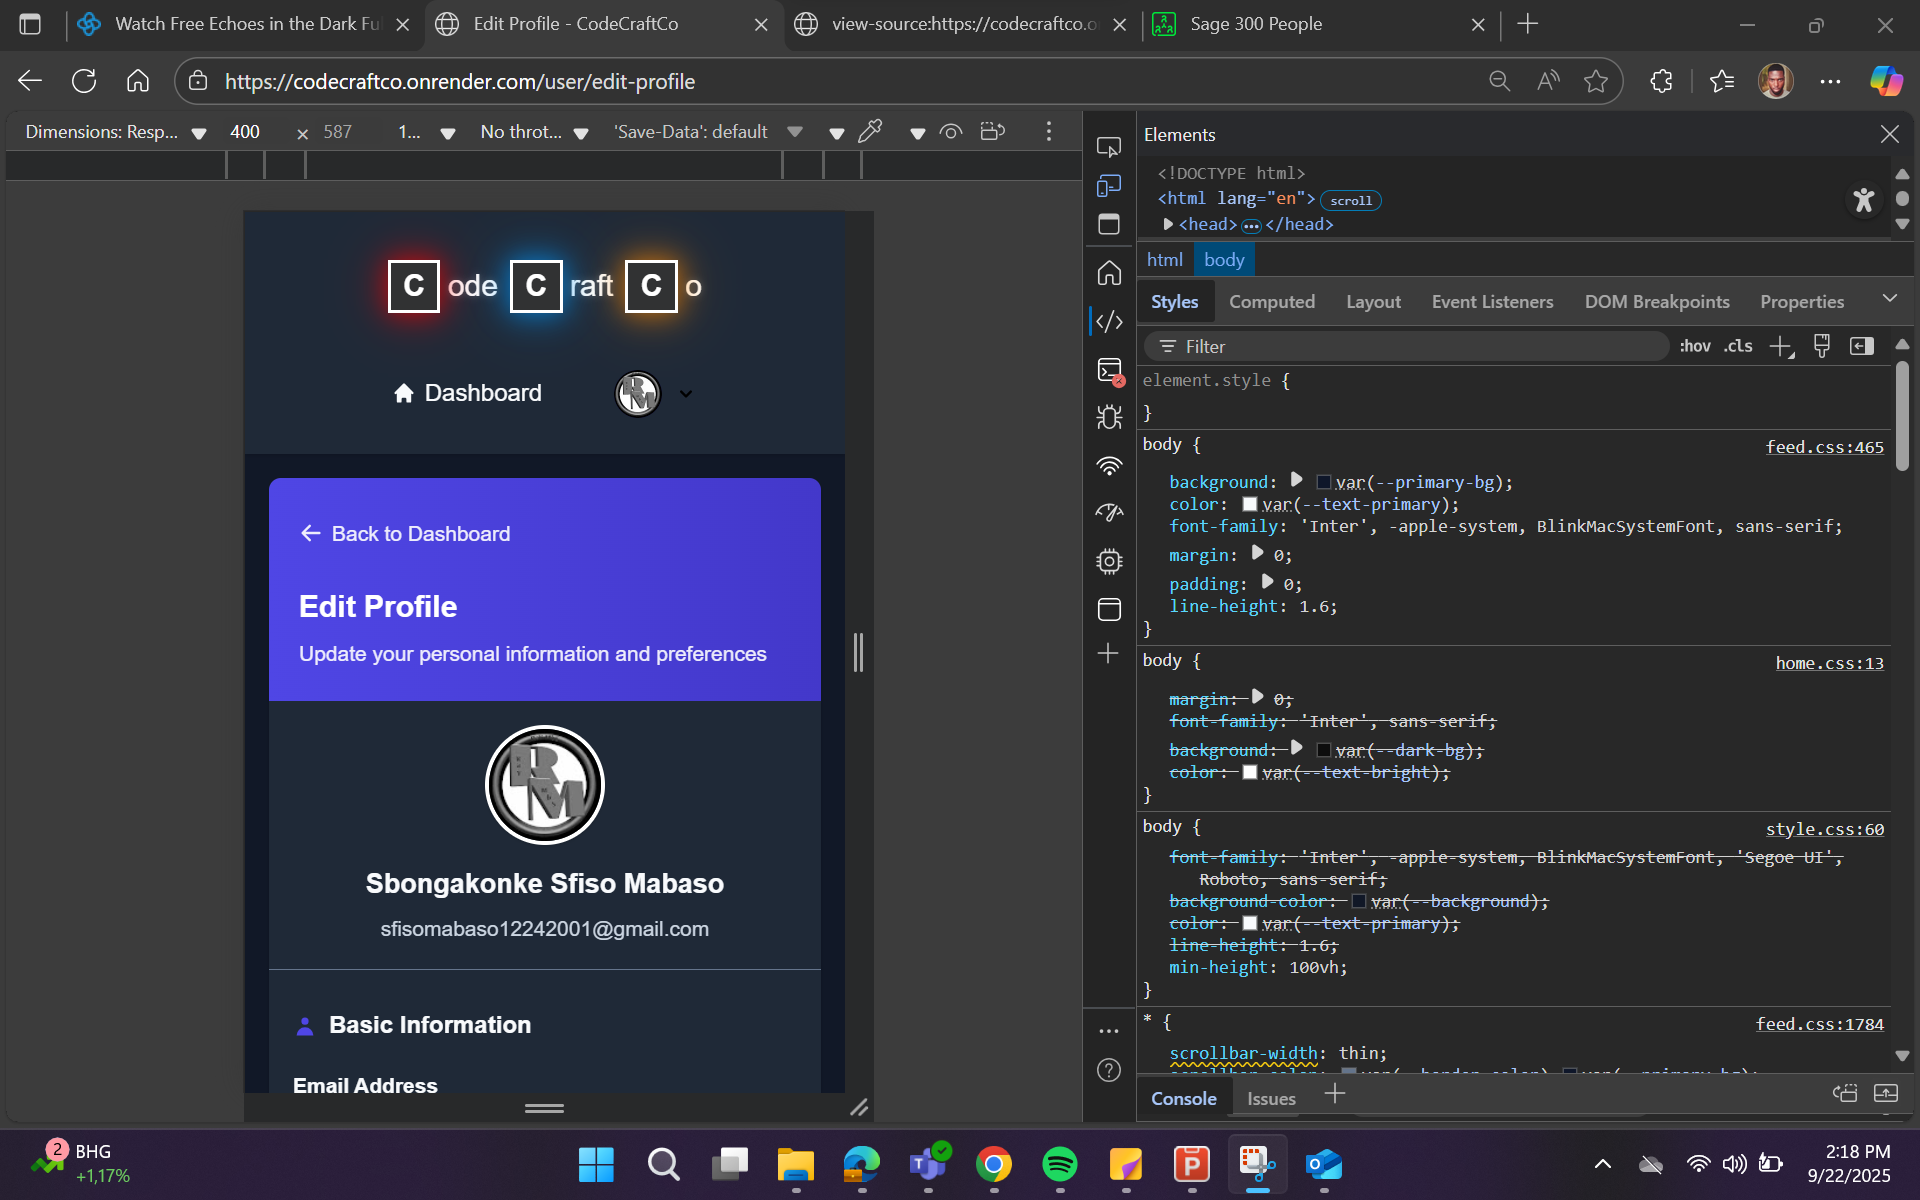 Watch Free Echoes in the Dark Ful
Edit Profile - CodeCraftCo
view-source:https://codecraftco.o
Sage 300 People
https://codecraftco.onrender.com/user/edit-profile
Dimensions: Resp... 400 × 587 1... No throt... 'Save-Data': default
C ode C raft C o
Dashboard
Back to Dashboard
Edit Profile
Update your personal information and preferences
Sbongakonke Sfiso Mabaso
sfisomabaso12242001@gmail.com
Basic Information
Email Address
Elements
<!DOCTYPE html>
<html lang="en"> scroll
<head> ... </head>
html body
Styles Computed Layout Event Listeners DOM Breakpoints Properties
Filter :hov .cls
element.style {
}
body { feed.css:465
background: var(--primary-bg);
color: var(--text-primary);
font-family: 'Inter', -apple-system, BlinkMacSystemFont, sans-serif;
margin: 0;
padding: 0;
line-height: 1.6;
}
body { home.css:13
margin: 0;
font-family: 'Inter', sans-serif;
background: var(--dark-bg);
color: var(--text-bright);
}
body { style.css:60
font-family: 'Inter', -apple-system, BlinkMacSystemFont, 'Segoe UI',
Roboto, sans-serif;
background-color: var(--background);
color: var(--text-primary);
line-height: 1.6;
min-height: 100vh;
}
* { feed.css:1784
scrollbar-width: thin;
scrollbar-color: var(--border-color) var(--primary-bg);
Console Issues
2 BHG
+1,17%
2:18 PM
9/22/2025